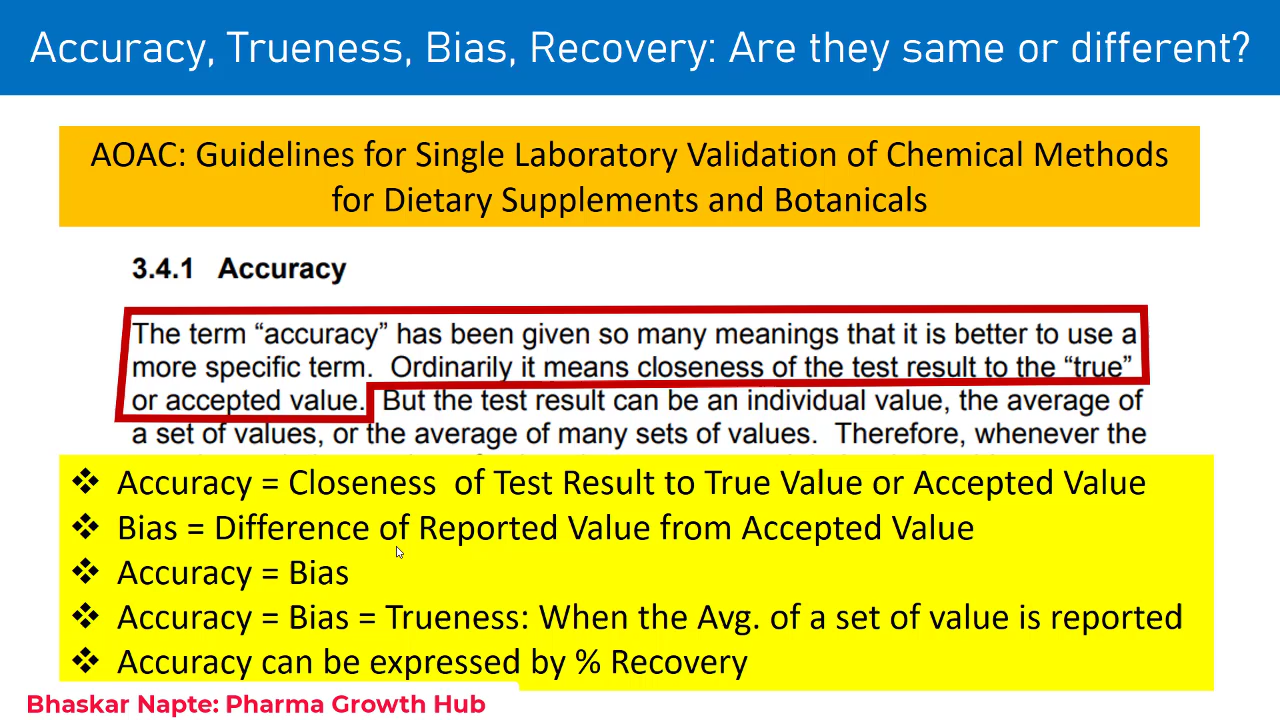 Accuracy, Trueness, Bias, Recovery: Are they same or different?
AOAC: Guidelines for Single Laboratory Validation of Chemical Methods
for Dietary Supplements and Botanicals
3.4.1 Accuracy
The term “accuracy” has been given so many meanings that it is better to use a
more specific term. Ordinarily it means closeness of the test result to the “true”
or accepted value. But the test result can be an individual value, the average of
a set of values, or the average of many sets of values. Therefore, whenever the
❖ Accuracy = Closeness of Test Result to True Value or Accepted Value
❖ Bias = Difference of Reported Value from Accepted Value
❖ Accuracy = Bias
❖ Accuracy = Bias = Trueness: When the Avg. of a set of value is reported
❖ Accuracy can be expressed by % Recovery
Bhaskar Napte: Pharma Growth Hub